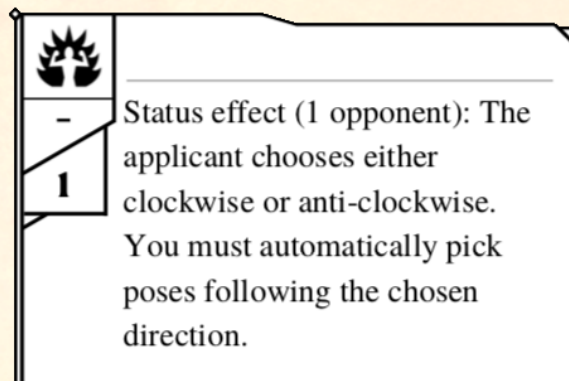 -
1
Status effect (1 opponent): The
applicant chooses either
clockwise or anti-clockwise.
You must automatically pick
poses following the chosen
direction.